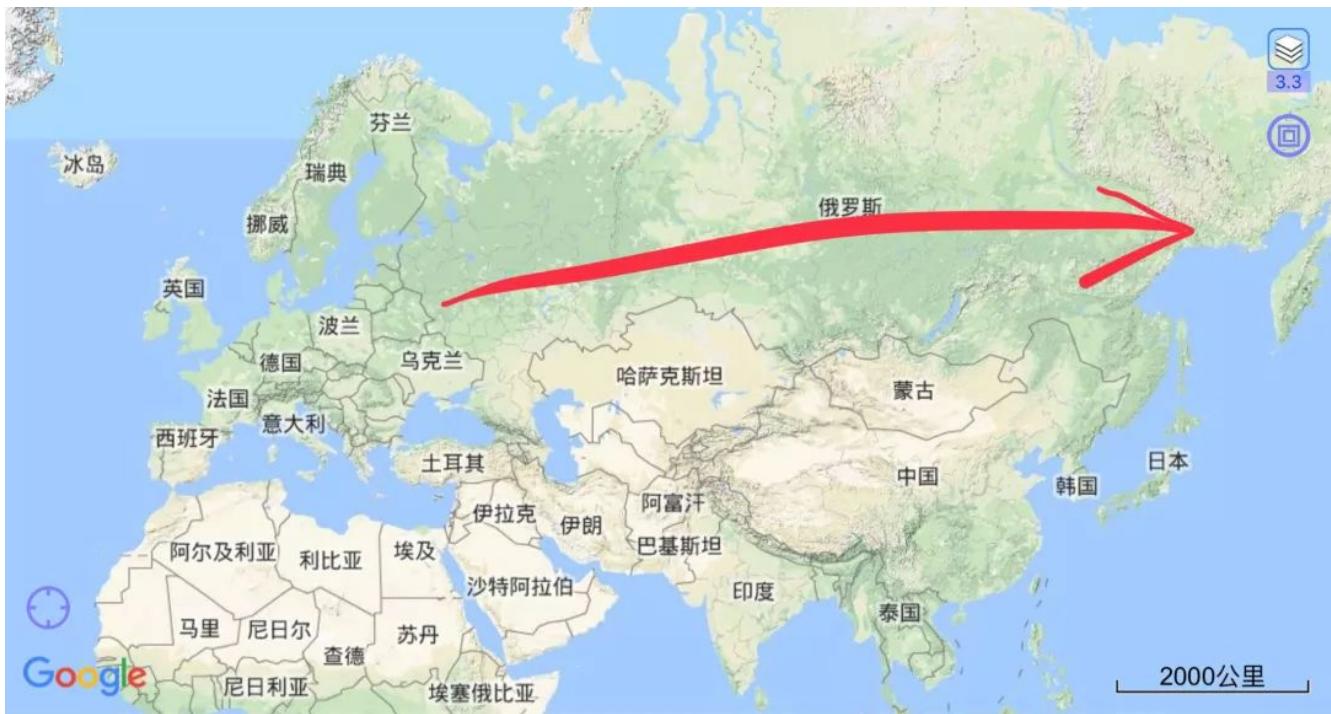 3.3
芬兰
冰岛
瑞典
俄罗斯
挪威
英国
波兰
德国
乌克兰
哈萨克斯坦
蒙古
法国
意大利
西班牙
土耳其
日本
中国
韩国
阿富汗
伊拉克
伊朗
巴基斯坦
阿尔及利亚
利比亚
埃及
沙特阿拉伯
印度
泰国
马里
尼日尔
苏丹
查德
Google
尼日利亚
埃塞俄比亚
2000公里